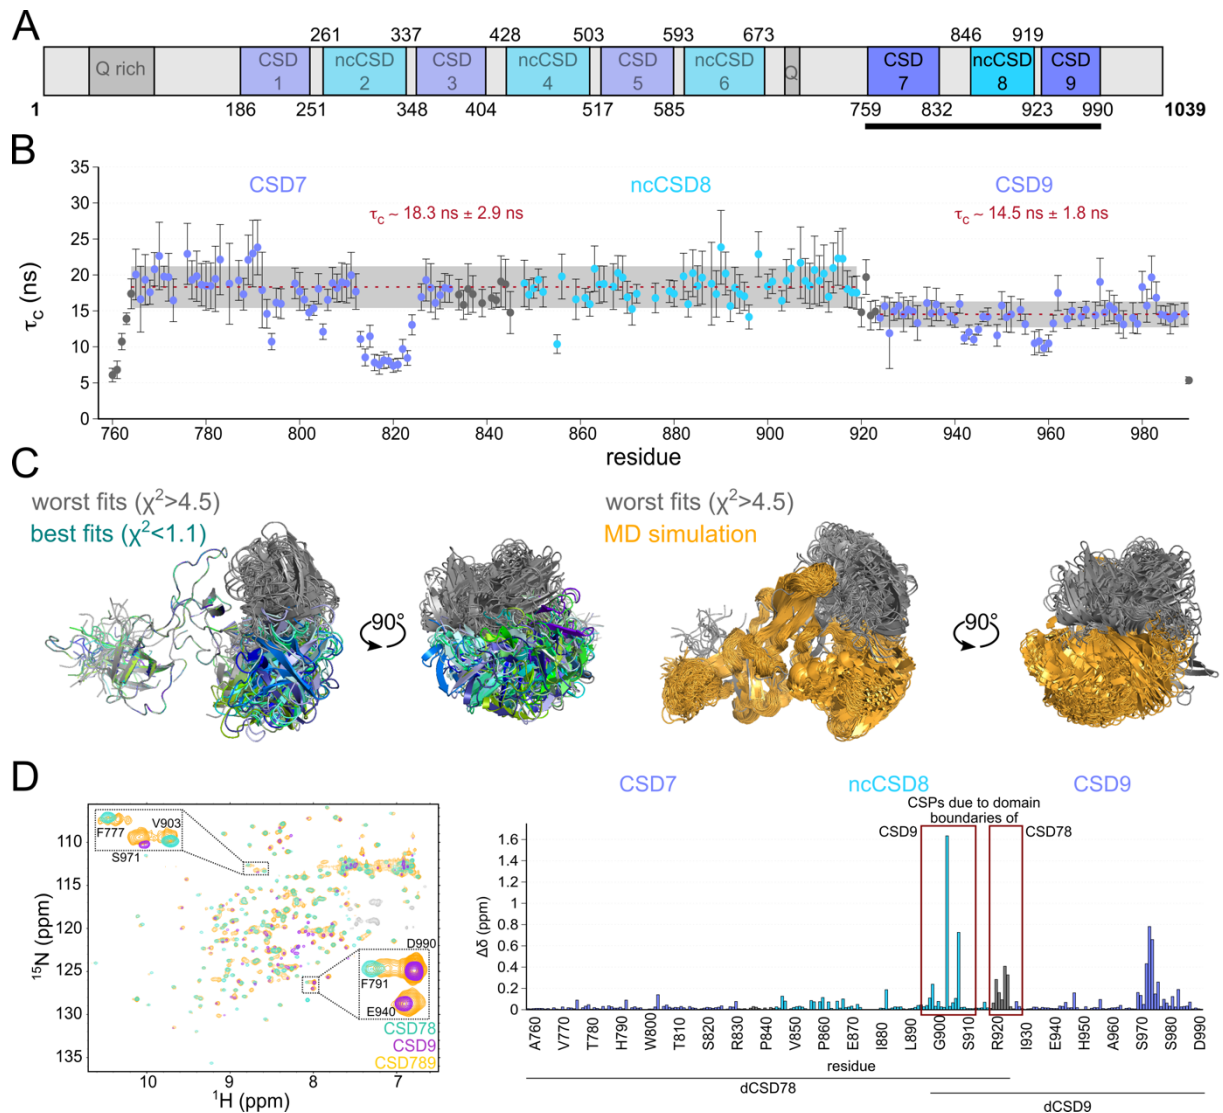 A
261 337 428 503 593 673 846 919
Q rich
CSD 1
ncCSD 2
CSD 3
ncCSD 4
CSD 5
ncCSD 6
Q
CSD 7
ncCSD 8
CSD 9
1 186 251 348 404 517 585 759 832 923 990 1039
B
CSD7 ncCSD8 CSD9
τc ~ 18.3 ns ± 2.9 ns
τc ~ 14.5 ns ± 1.8 ns
τc (ns)
35
30
25
20
15
10
5
0
760 780 800 820 840 860 880 900 920 940 960 980
residue
C
worst fits (χ²>4.5)
best fits (χ²<1.1)
90°
worst fits (χ²>4.5)
MD simulation
90°
D
V903
F777
S971
D990
F791
E940
CSD78
CSD9
CSD789
¹⁵N (ppm)
110
115
120
125
130
135
10 9 8 7
¹H (ppm)
CSD7 ncCSD8 CSD9
CSPs due to domain
boundaries of
CSD9
CSD78
Δδ (ppm)
1.6
1.4
1.2
1
0.8
0.6
0.4
0.2
0
A760 V770 T780 H790 W800 T810 S820 R830 P840 V850 P860 E870 I880 L890 G900 S910 R920 I930 E940 H950 A960 S970 S980 D990
residue
dCSD78
dCSD9